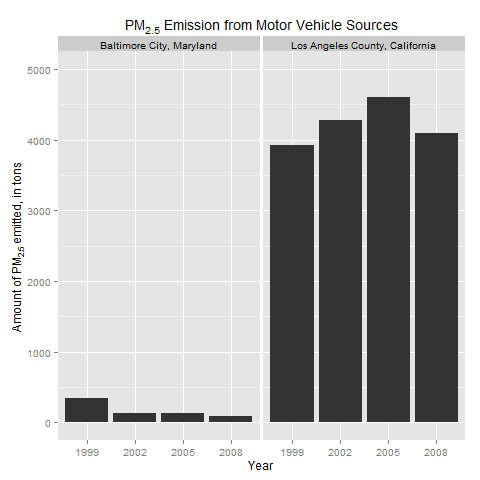 PM2.5 Emission from Motor Vehicle Sources
Baltimore City, Maryland
Los Angeles County, California
Amount of PM2.5 emitted, in tons
5000
4000
3000
2000
1000
0
1999 2002 2005 2008
1999 2002 2005 2008
Year